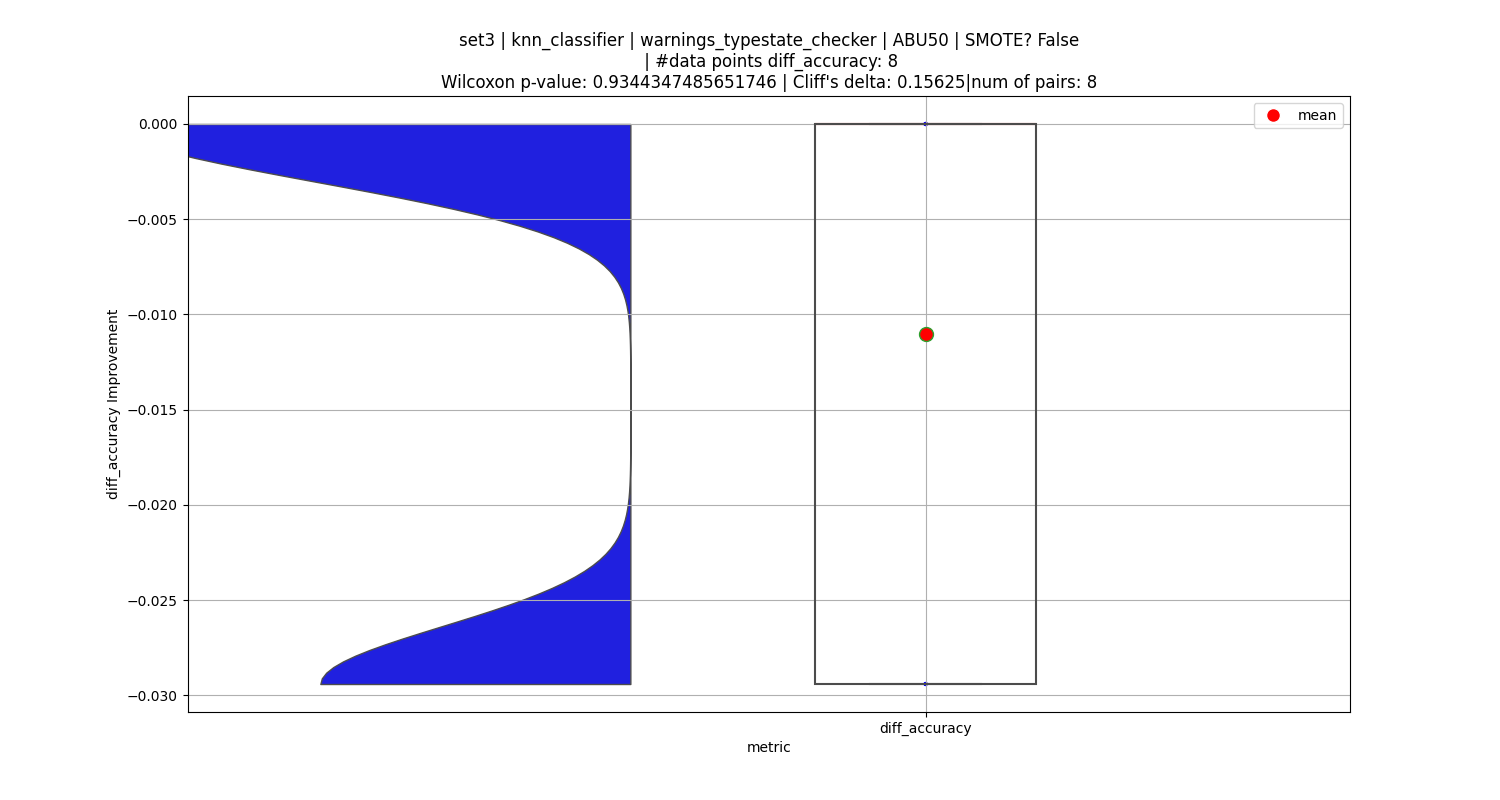 set3 | knn_classifier | warnings_typestate_checker | ABU50 | SMOTE? False
| #data points diff_accuracy: 8
Wilcoxon p-value: 0.9344347485651746 | Cliff's delta: 0.15625|num of pairs: 8
mean
0.000
−0.005
−0.010
−0.015
−0.020
−0.025
−0.030
diff_accuracy Improvement
diff_accuracy
metric